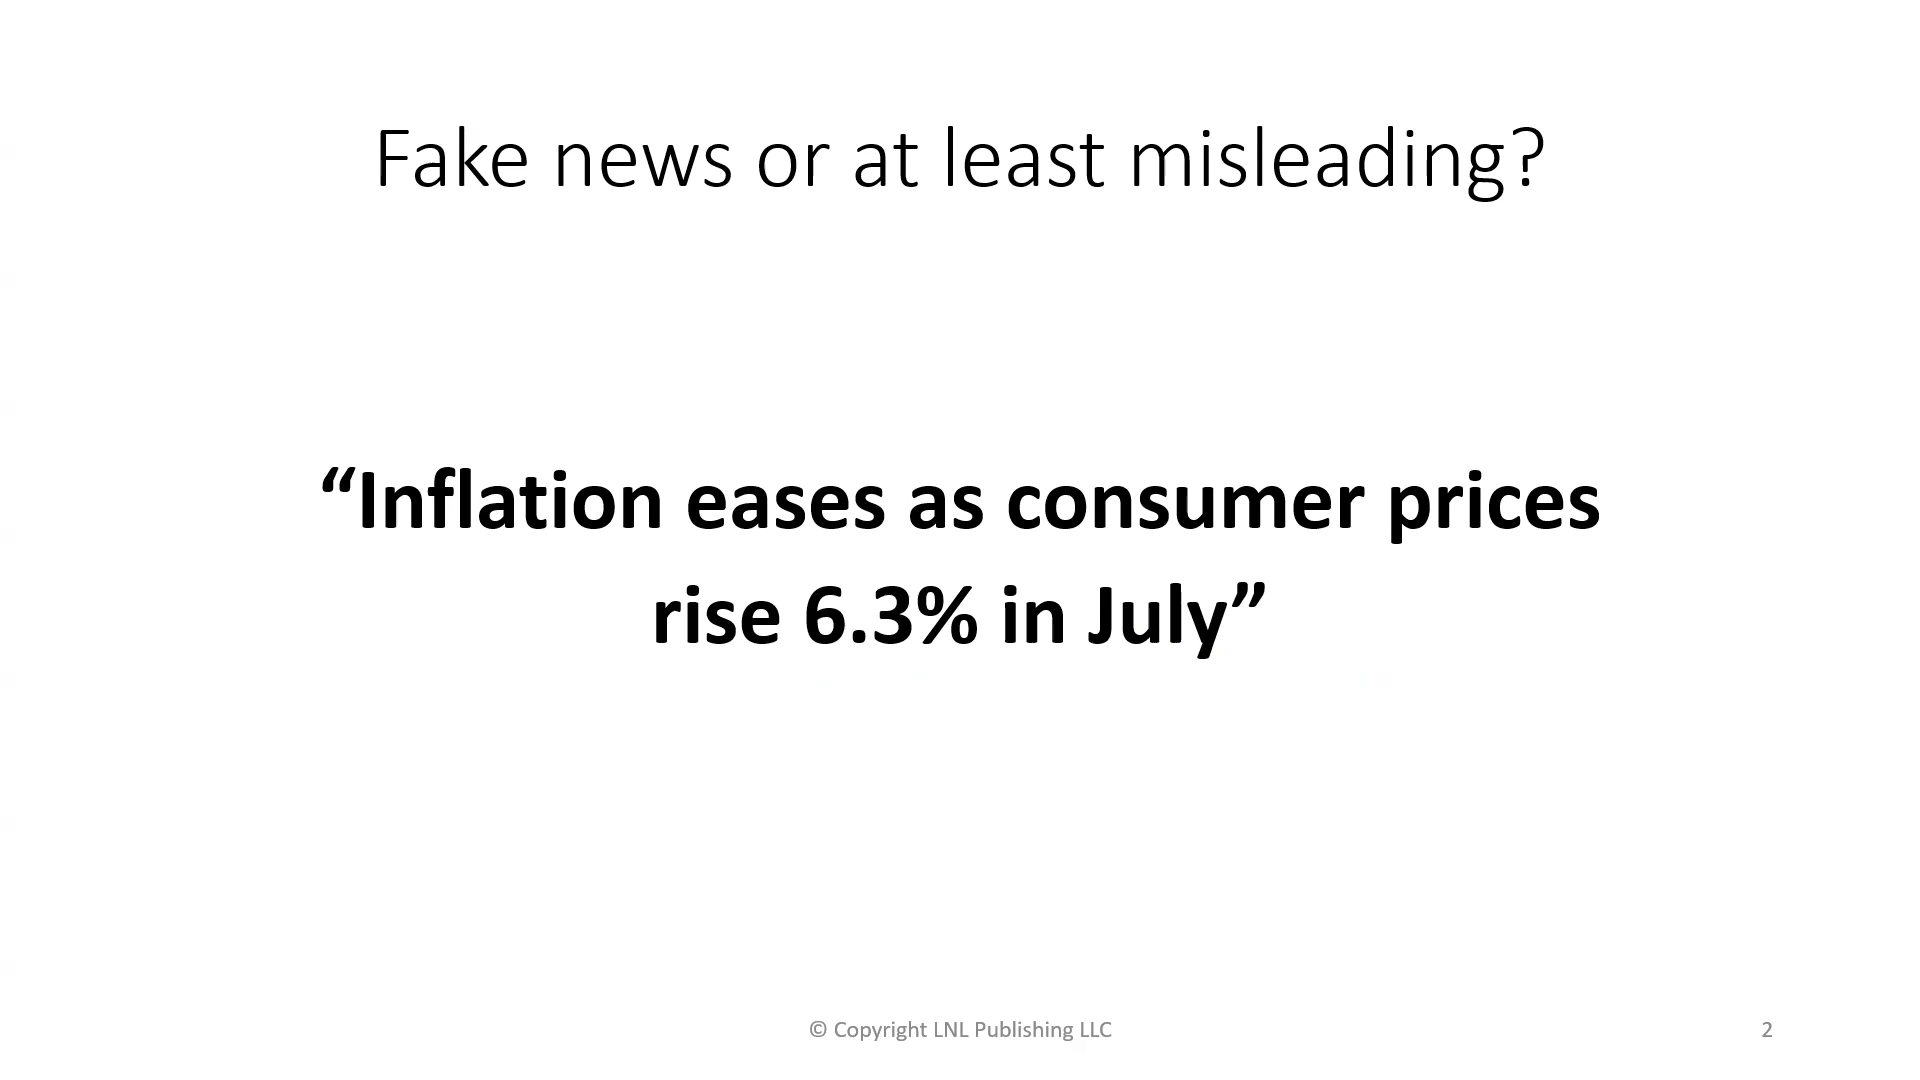 Fake news or at least misleading?
“Inflation eases as consumer prices
rise 6.3% in July”
© Copyright LNL Publishing LLC
2